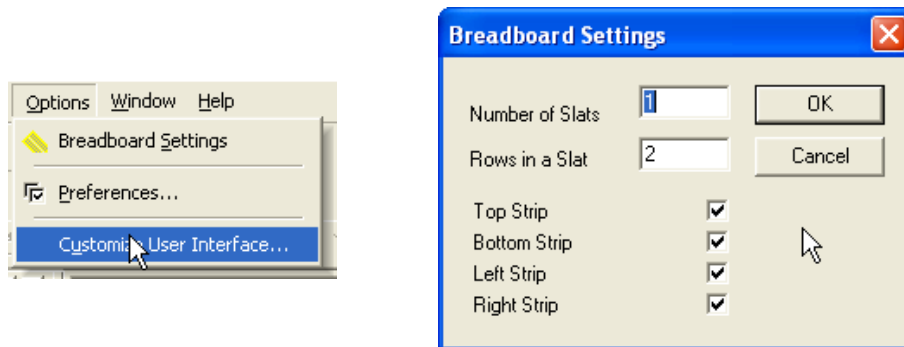 Options Window Help
Breadboard Settings
Preferences...
Customize User Interface...
Breadboard Settings
Number of Slats 1 OK
Rows in a Slat 2 Cancel
Top Strip
Bottom Strip
Left Strip
Right Strip